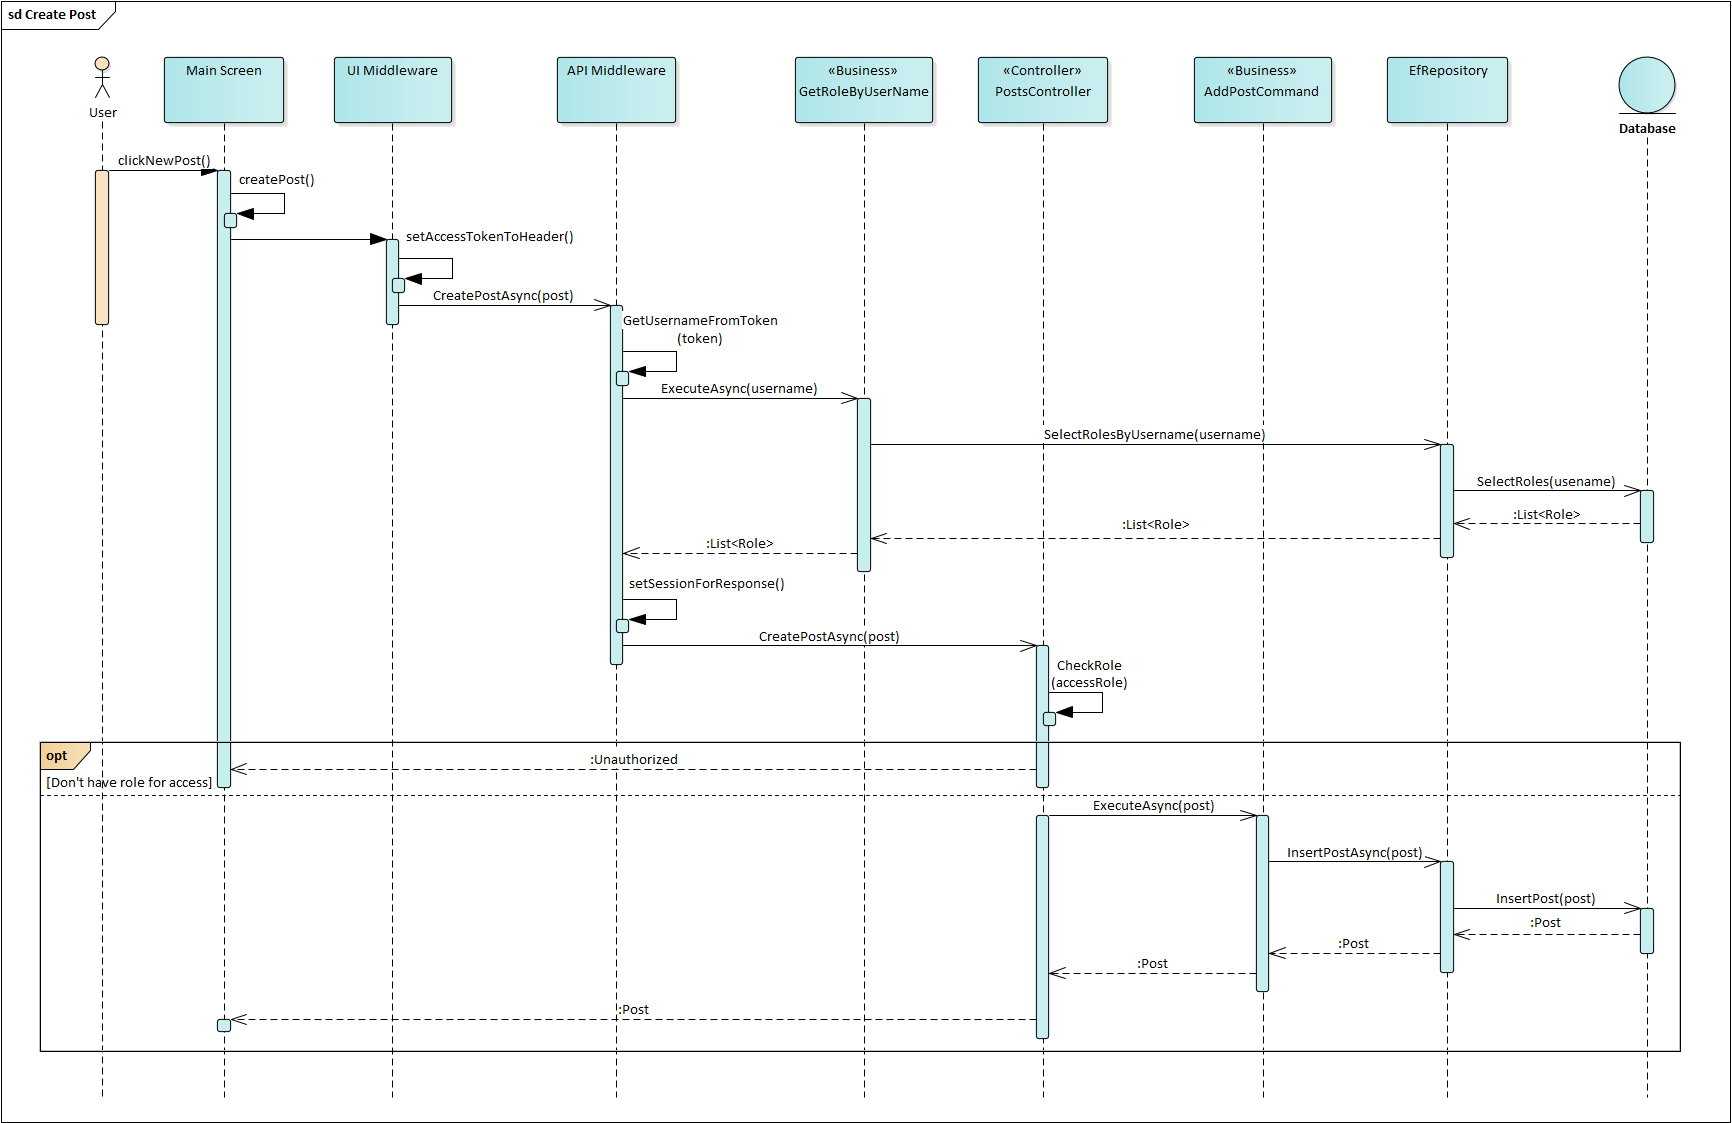 sd Create Post
User
Main Screen
UI Middleware
API Middleware
«Business»
GetRoleByUserName
«Controller»
PostsController
«Business»
AddPostCommand
EfRepository
Database
clickNewPost()
createPost()
setAccessTokenToHeader()
CreatePostAsync(post)
GetUsernameFromToken
(token)
ExecuteAsync(username)
SelectRolesByUsername(username)
SelectRoles(usename)
:List<Role>
:List<Role>
:List<Role>
setSessionForResponse()
CreatePostAsync(post)
CheckRole
(accessRole)
opt
:Unauthorized
[Don't have role for access]
ExecuteAsync(post)
InsertPostAsync(post)
InsertPost(post)
:Post
:Post
:Post
:Post